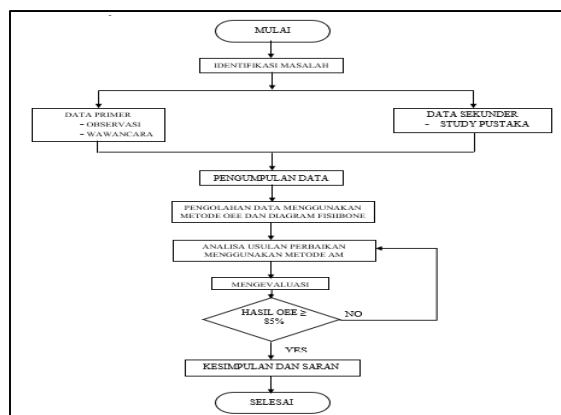 MULAI
IDENTIFIKASI MASALAH
DATA PRIMER
- OBSERVASI
- WAWANCARA
DATA SEKUNDER
- STUDY PUSTAKA
PENGUMPULAN DATA
PENGOLAHAN DATA MENGGUNAKAN
METODE OEE DAN DIAGRAM FISHBONE
ANALISA USULAN PERBAIKAN
MENGGUNAKAN METODE AM
MENGEVALUASI
HASIL OEE ≥
85%
NO
YES
KESIMPULAN DAN SARAN
SELESAI